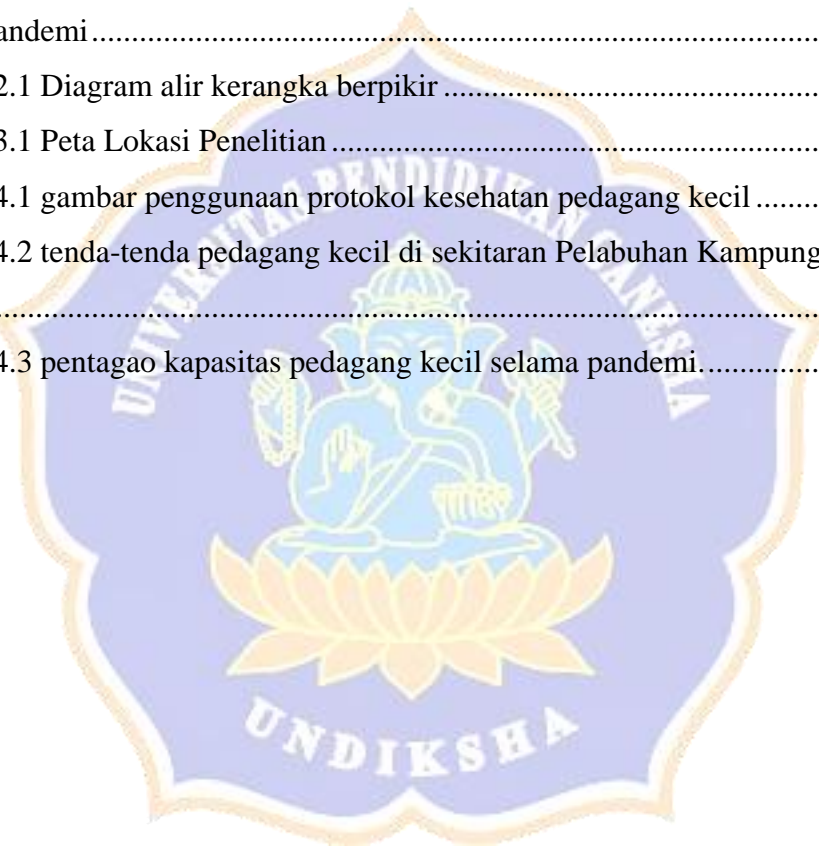 andemi..........................................................................................
2.1 Diagram alir kerangka berpikir...............................................
3.1 Peta Lokasi Penelitian.............................................................
4.1 gambar penggunaan protokol kesehatan pedagang kecil........
4.2 tenda-tenda pedagang kecil di sekitaran Pelabuhan Kampung
......................................................................................................
4.3 pentagao kapasitas pedagang kecil selama pandemi...............
UNIVERSITAS PENDIDIKAN GANESHA
UNDIKSHA